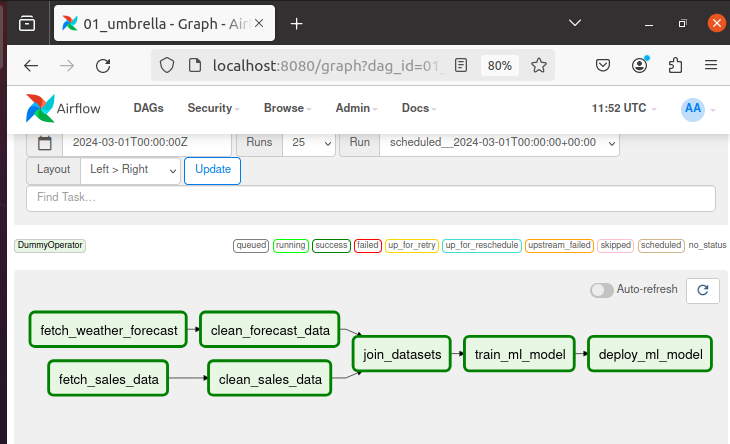 01_umbrella - Graph - Air
localhost:8080/graph?dag_id=01_ 80%
Airflow DAGs Security Browse Admin Docs 11:52 UTC AA
2024-03-01T00:00:00Z Runs 25 Run scheduled__2024-03-01T00:00:00+00:00
Layout Left > Right Update
Find Task...
DummyOperator queued running success failed up_for_retry up_for_reschedule upstream_failed skipped scheduled no_status
Auto-refresh
fetch_weather_forecast clean_forecast_data
join_datasets train_ml_model deploy_ml_model
fetch_sales_data clean_sales_data